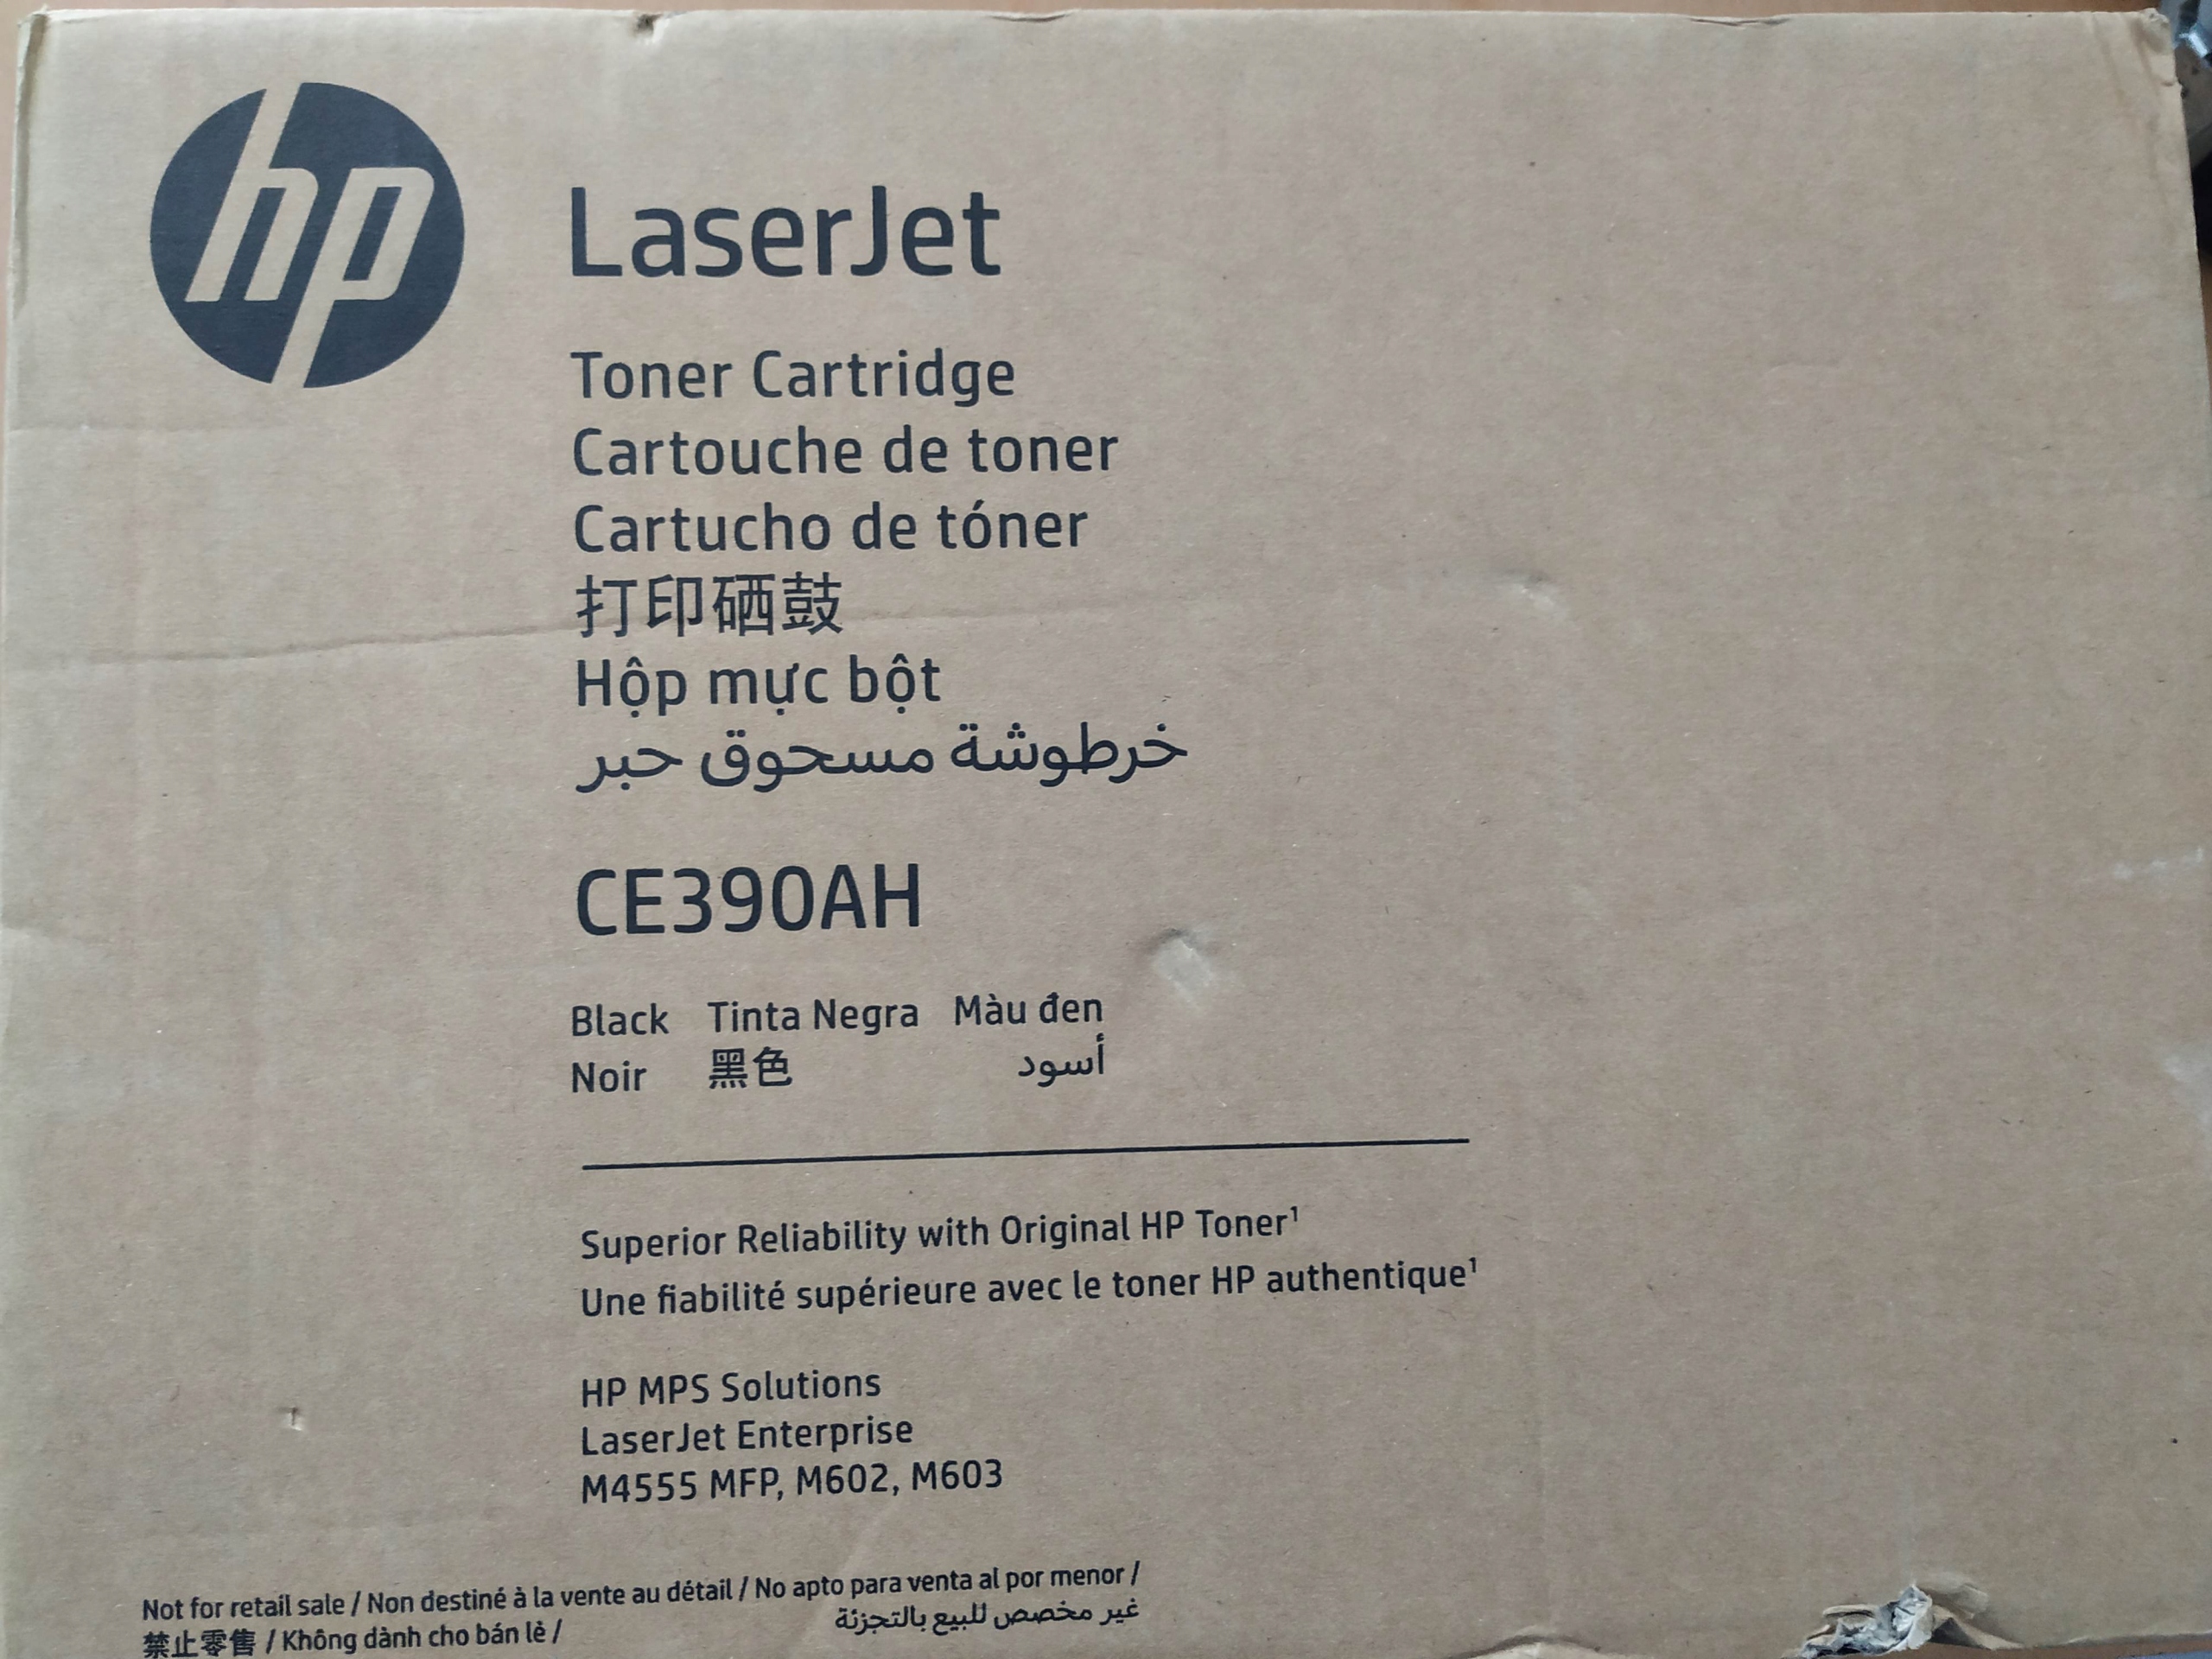 hp
LaserJet
Toner Cartridge
Cartouche de toner
Cartucho de tóner
打印硒鼓
Hộp mực bột
خرطوشة مسحوق حبر
CE390AH
Black Tinta Negra Màu đen
Noir 黑色 أسود
Superior Reliability with Original HP Toner¹
Une fiabilité supérieure avec le toner HP authentique¹
HP MPS Solutions
LaserJet Enterprise
M4555 MFP, M602, M603
Not for retail sale / Non destiné à la vente au détail / No apto para venta al por menor /
禁止零售 / Không dành cho bán lẻ / غير مخصص للبيع بالتجزئة